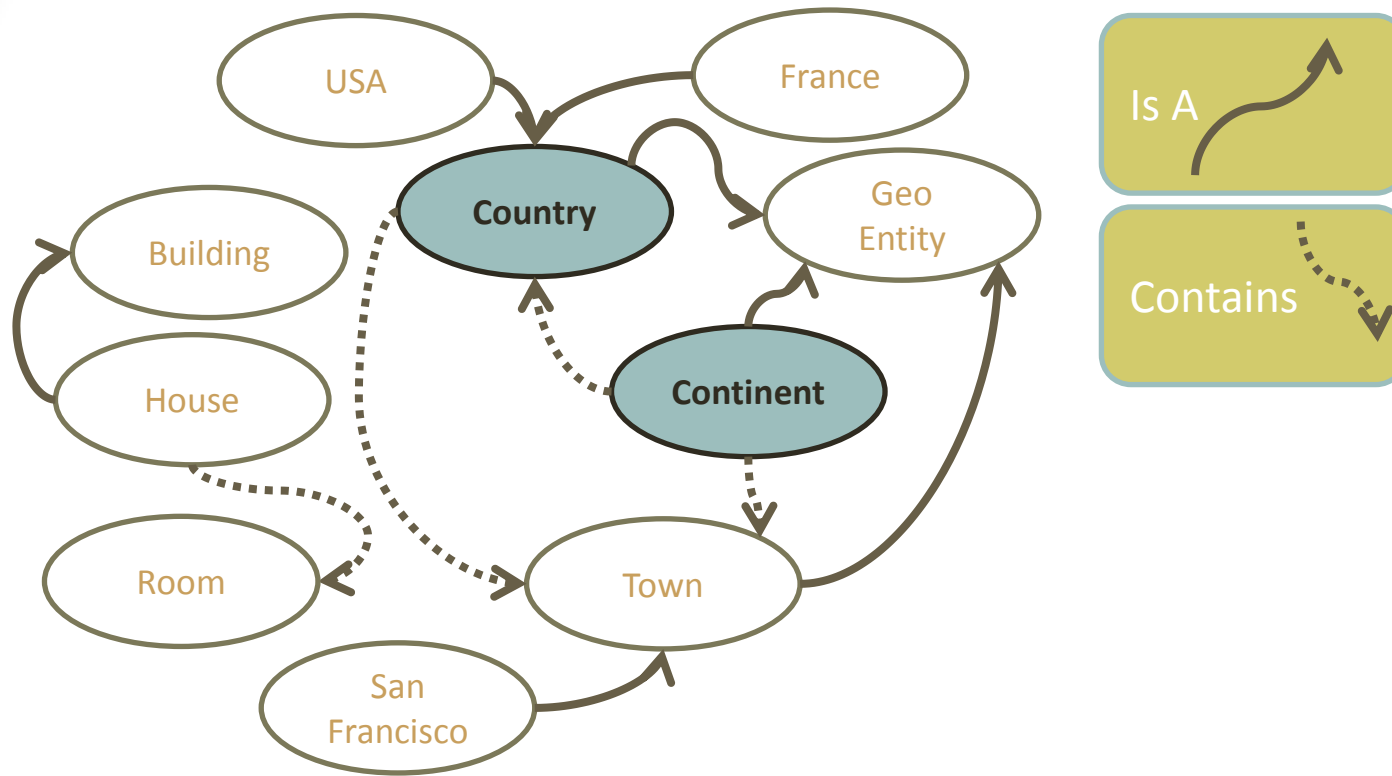 USA
France
Is A
Country
Geo
Entity
Building
Contains
House
Continent
Room
Town
San
Francisco